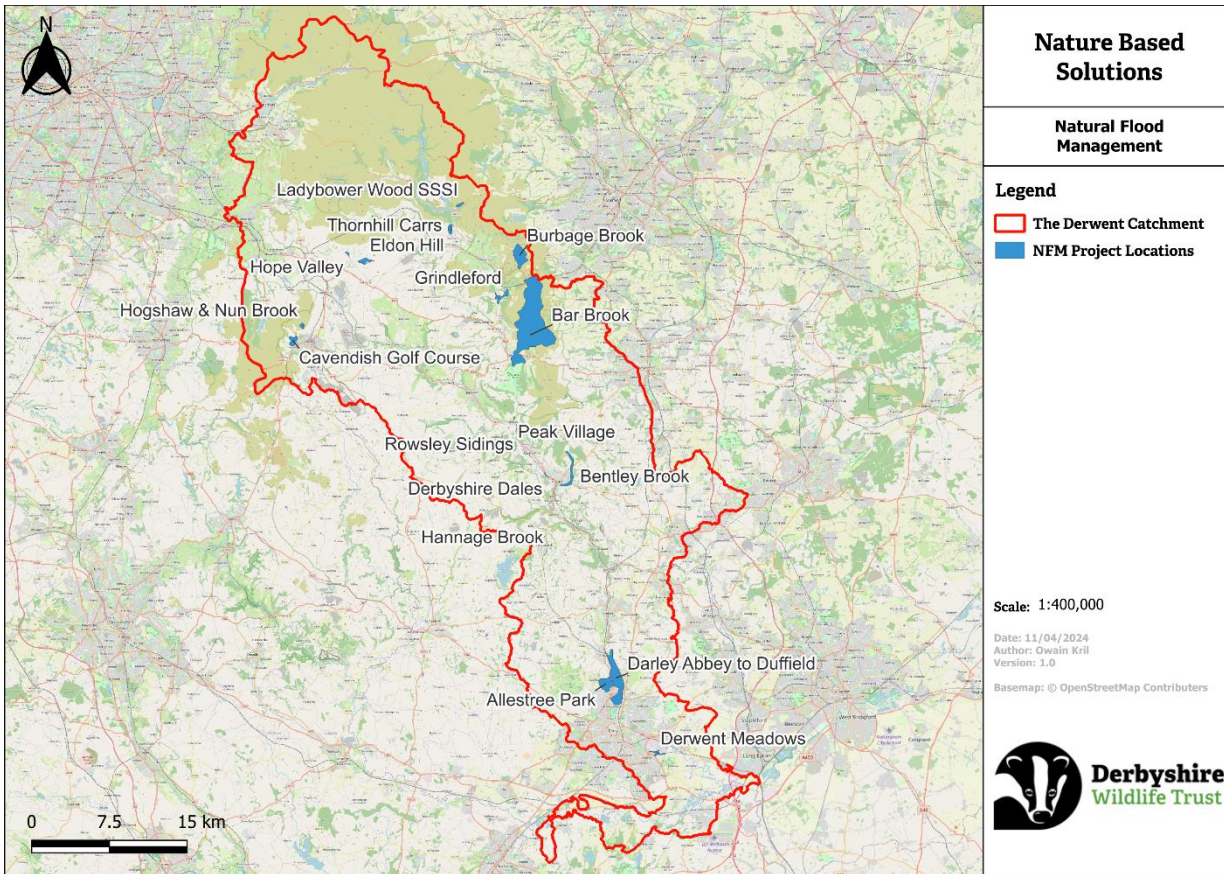 N
Ladybower Wood SSSI
Thornhill Carrs
Eldon Hill
Burbage Brook
Hope Valley
Grindleford
Hogshaw & Nun Brook
Bar Brook
Cavendish Golf Course
Peak Village
Rowsley Sidings
Bentley Brook
Derbyshire Dales
Hannage Brook
Darley Abbey to Duffield
Allestree Park
Derwent Meadows
0 7.5 15 km
Nature Based
Solutions
Natural Flood
Management
Legend
The Derwent Catchment
NFM Project Locations
Scale: 1:400,000
Date: 11/04/2024
Author: Owain Kril
Version: 1.0
Basemap: © OpenStreetMap Contributers
Derbyshire
Wildlife Trust